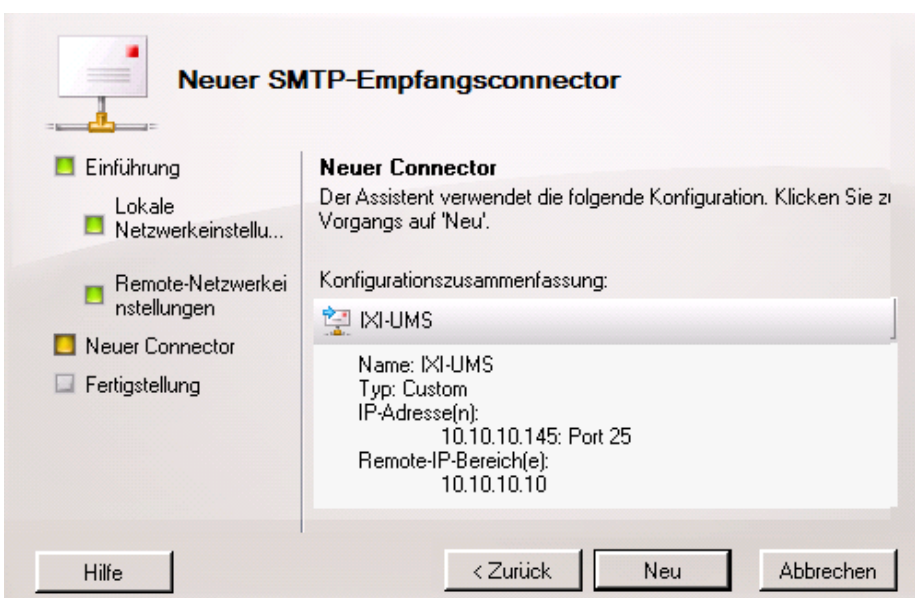 Neuer SMTP-Empfangsconnector
Einführung
Lokale
Netzwerkeinstellu...
Remote-Netzwerkei
nstellungen
Neuer Connector
Fertigstellung
Neuer Connector
Der Assistent verwendet die folgende Konfiguration. Klicken Sie
Vorgangs auf 'Neu'.
Konfigurationszusammenfassung:
IXI-UMS
Name: IXI-UMS
Typ: Custom
IP-Adresse(n):
10.10.10.145: Port 25
Remote-IP-Bereich(e):
10.10.10.10
Hilfe
< Zurück
Neu
Abbrechen